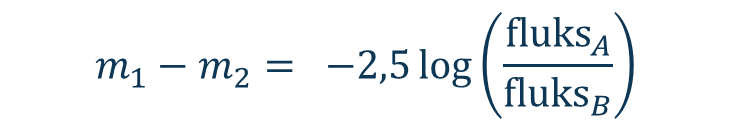 m₁ − m₂ = −2,5 log(fluks_A / fluks_B)